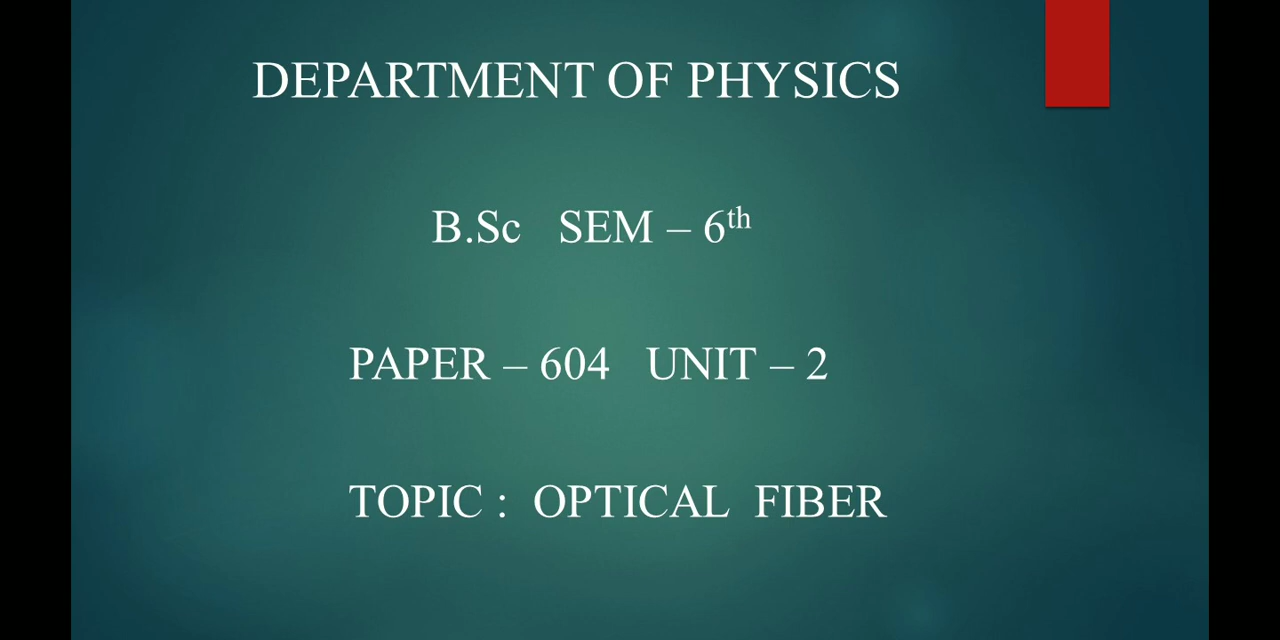 DEPARTMENT OF PHYSICS
B.Sc SEM – 6th
PAPER – 604 UNIT – 2
TOPIC : OPTICAL FIBER